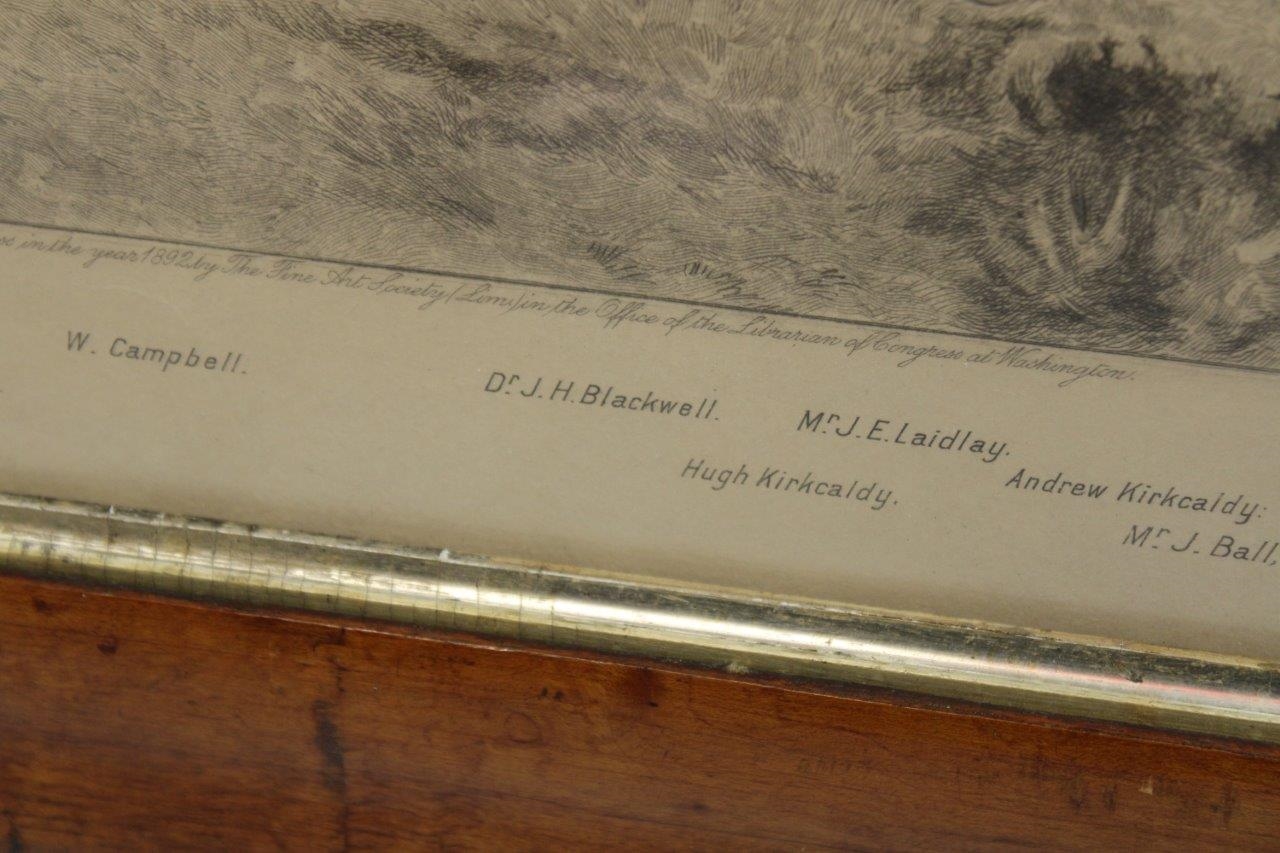 in the year 1892, by The Fine Art Society (Lim.) in the Office of the Librarian of Congress at Washington.
W. Campbell.
Dr. J. H. Blackwell.
Mr. J. E. Laidlay.
Hugh Kirkcaldy.
Andrew Kirkcaldy:
Mr. J. Ball,